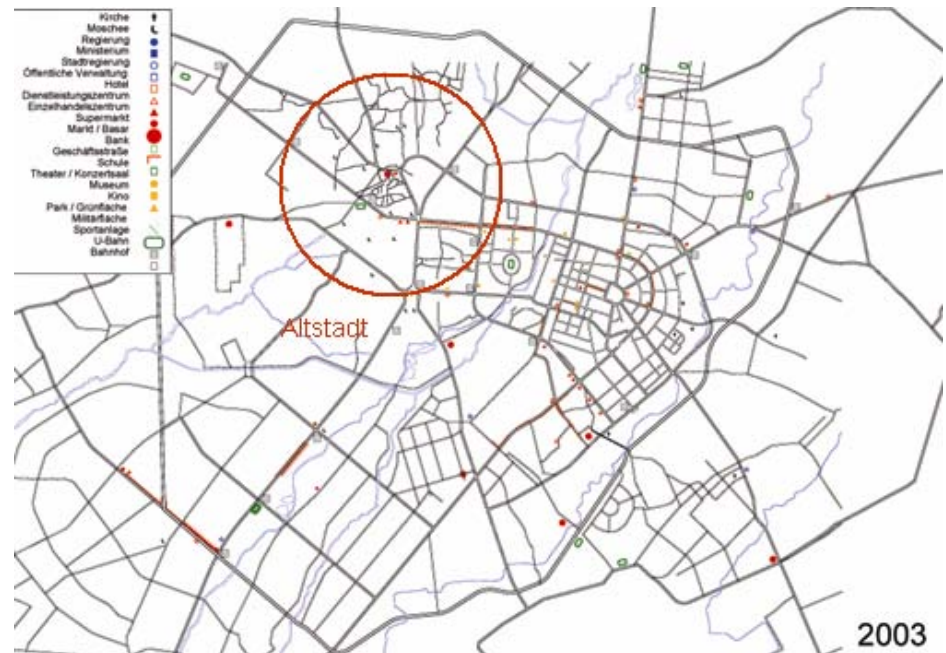 Kirche
Moschee
Regierung
Ministerium
Stadtregierung
Öffentliche Verwaltung
Hotel
Dienstleistungszentrum
Einzelhandelszentrum
Supermarkt
Markt / Basar
Bank
Geschäftsstraße
Schule
Theater / Konzertsaal
Museum
Kino
Park / Grünfläche
Militärfläche
Sportanlage
U-Bahn
Bahnhof
Altstadt
2003